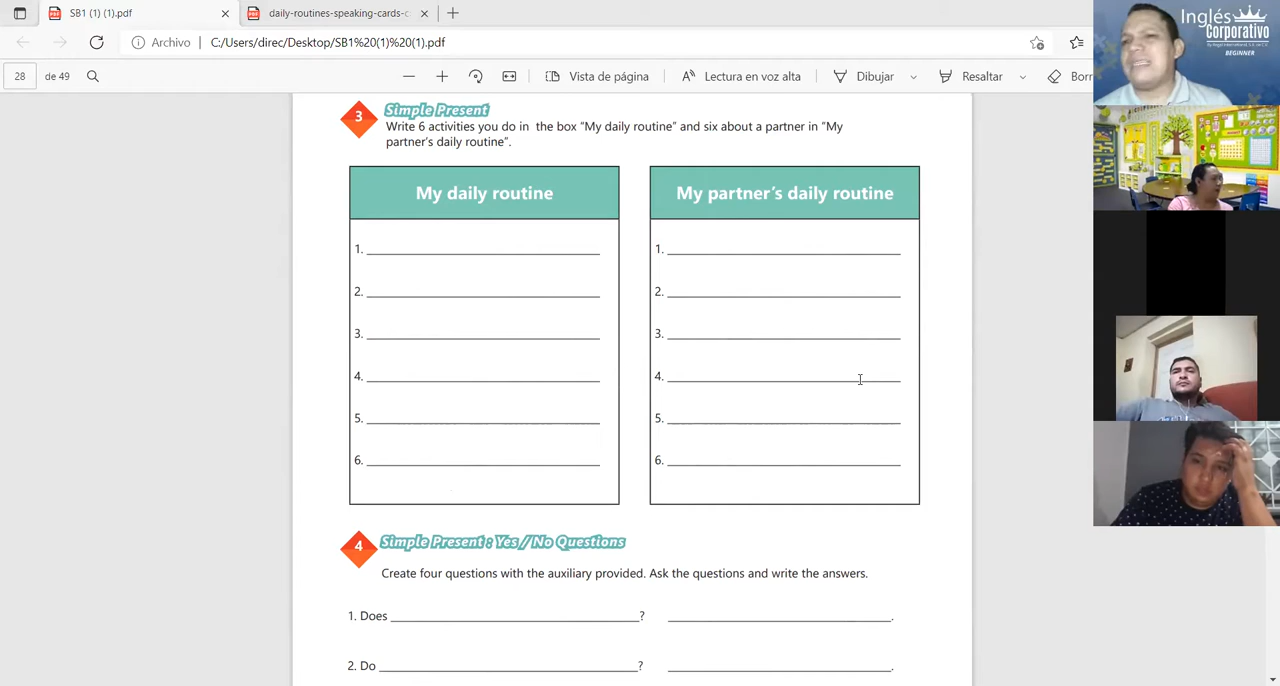 SB1 (1) (1).pdf
daily-routines-speaking-cards-c
Archivo
C:/Users/direc/Desktop/SB1%20(1)%20(1).pdf
28
de 49
Vista de página
Lectura en voz alta
Dibujar
Resaltar
Borr
Inglés
Corporativo
BEGINNER
3
Simple Present
Write 6 activities you do in the box “My daily routine” and six about a partner in “My
partner’s daily routine”.
My daily routine
1.
2.
3.
4.
5.
6.
My partner’s daily routine
1.
2.
3.
4.
5.
6.
4
Simple Present : Yes/No Questions
Create four questions with the auxiliary provided. Ask the questions and write the answers.
1. Does ? .
2. Do ? .